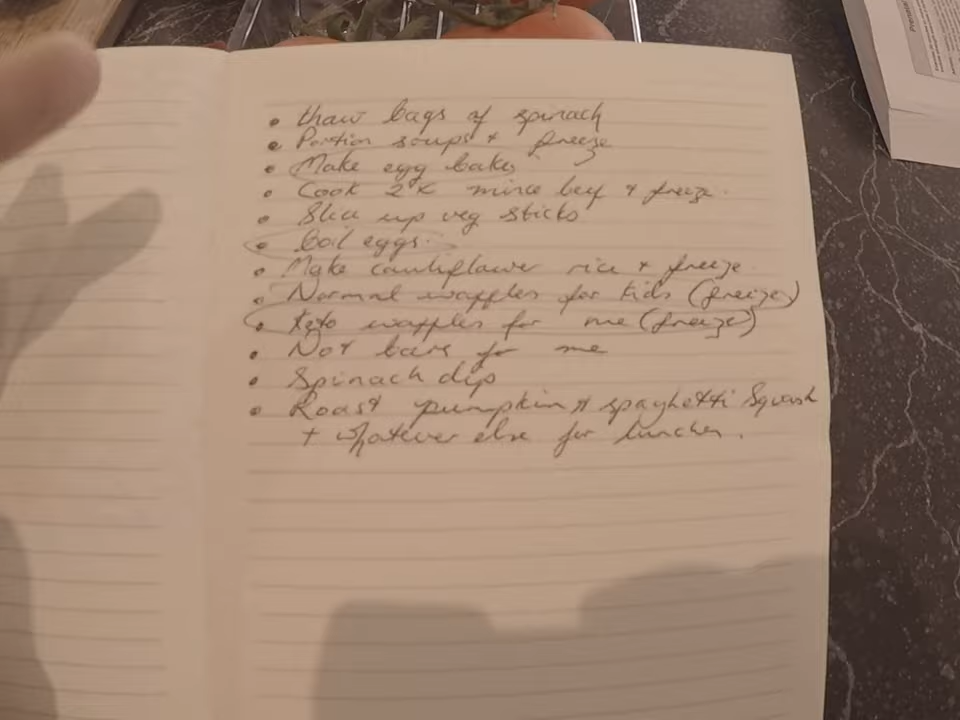 • thaw bags of spinach
• Portion soups + freeze
• Make egg bakes
• Cook 2x mince beef + freeze.
• Slice up veg sticks
• boil eggs.
• Make cauliflower rice + freeze
• Normal waffles for kids (freeze)
• Keto waffles for me (freeze)
• Nut bars for me
• Spinach dip
• Roast pumpkin + spaghetti Squash
+ whatever else for lunches.